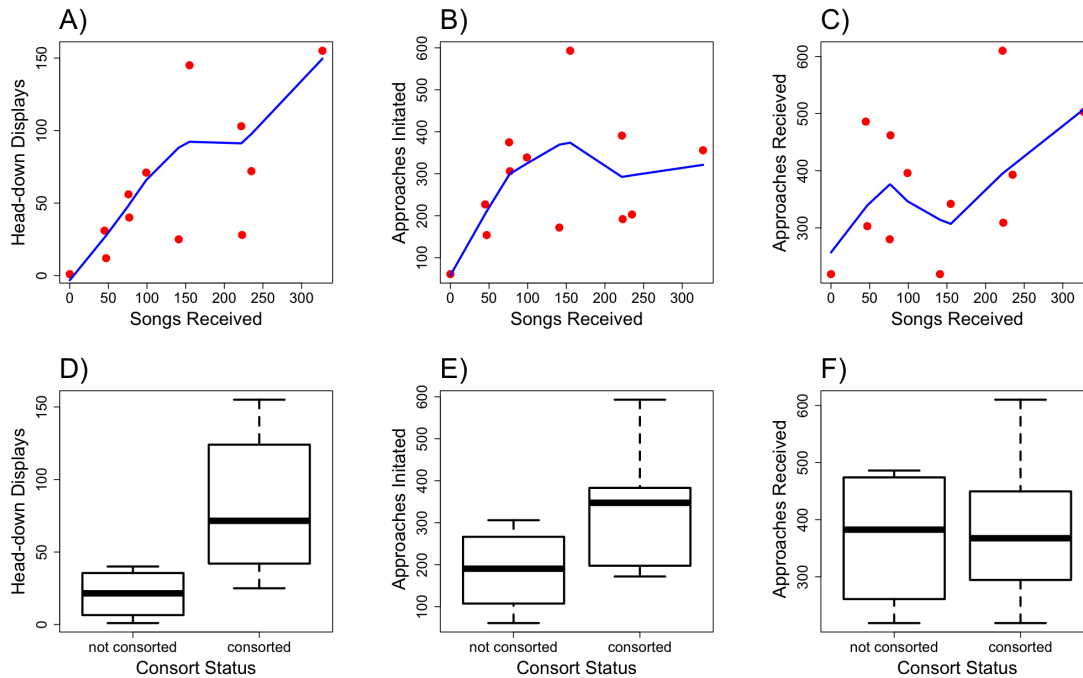 A)
Head-down Displays
0 50 100 150
0 50 100 150 200 250 300
Songs Received
B)
Approaches Initated
100 200 300 400 500 600
0 50 100 150 200 250 300
Songs Received
C)
Approaches Recieved
300 400 500 600
0 50 100 150 200 250 300
Songs Received
D)
Head-down Displays
0 50 100 150
not consorted consorted
Consort Status
E)
Approaches Initated
100 200 300 400 500 600
not consorted consorted
Consort Status
F)
Approaches Received
300 400 500 600
not consorted consorted
Consort Status